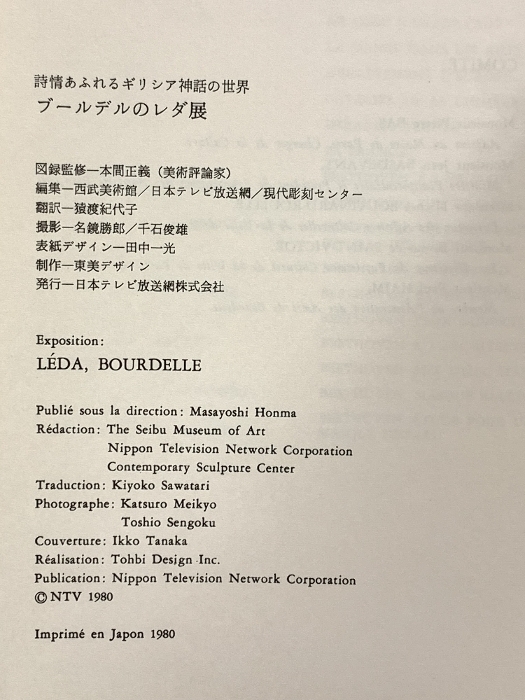 詩情あふれるギリシア神話の世界
ブールデルのレダ展
図録監修—本間正義（美術評論家）
編集—西武美術館／日本テレビ放送網／現代彫刻センター
翻訳—猿渡紀代子
撮影—名鏡勝郎／千石俊雄
表紙デザイン—田中一光
制作—東美デザイン
発行—日本テレビ放送網株式会社
Exposition:
LÉDA, BOURDELLE
Publié sous la direction: Masayoshi Honma
Rédaction: The Seibu Museum of Art
Nippon Television Network Corporation
Contemporary Sculpture Center
Traduction: Kiyoko Sawatari
Photographe: Katsuro Meikyo
Toshio Sengoku
Couverture: Ikko Tanaka
Réalisation: Tohbi Design Inc.
Publication: Nippon Television Network Corporation
© NTV 1980
Imprimé en Japon 1980